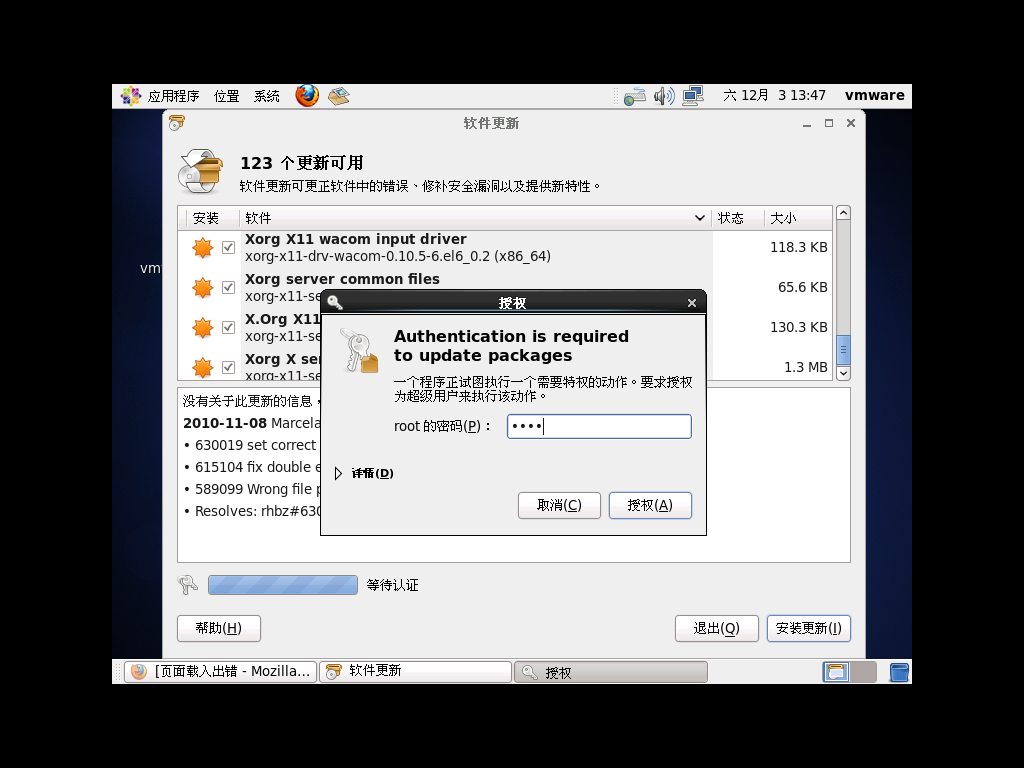 应用程序 位置 系统 六 12月 3 13:47 vmware
软件更新
123 个更新可用
软件更新可更正软件中的错误、修补安全漏洞以及提供新特性。
安装 软件 状态 大小
Xorg X11 wacom input driver
xorg-x11-drv-wacom-0.10.5-6.el6_0.2 (x86_64) 118.3 KB
vm
Xorg server common files
xorg-x11-se 65.6 KB
X.Org X11
xorg-x11-se 130.3 KB
Xorg X ser
xorg-x11-se 1.3 MB
授权
Authentication is required
to update packages
一个程序正试图执行一个需要特权的动作。要求授权
为超级用户来执行该动作。
root 的密码(P)： ••••
详情(D)
取消(C) 授权(A)
没有关于此更新的信息，
2010-11-08 Marcela
• 630019 set correct
• 615104 fix double e
• 589099 Wrong file p
• Resolves: rhbz#630
等待认证
帮助(H) 退出(Q) 安装更新(I)
[页面载入出错 - Mozilla... 软件更新 授权